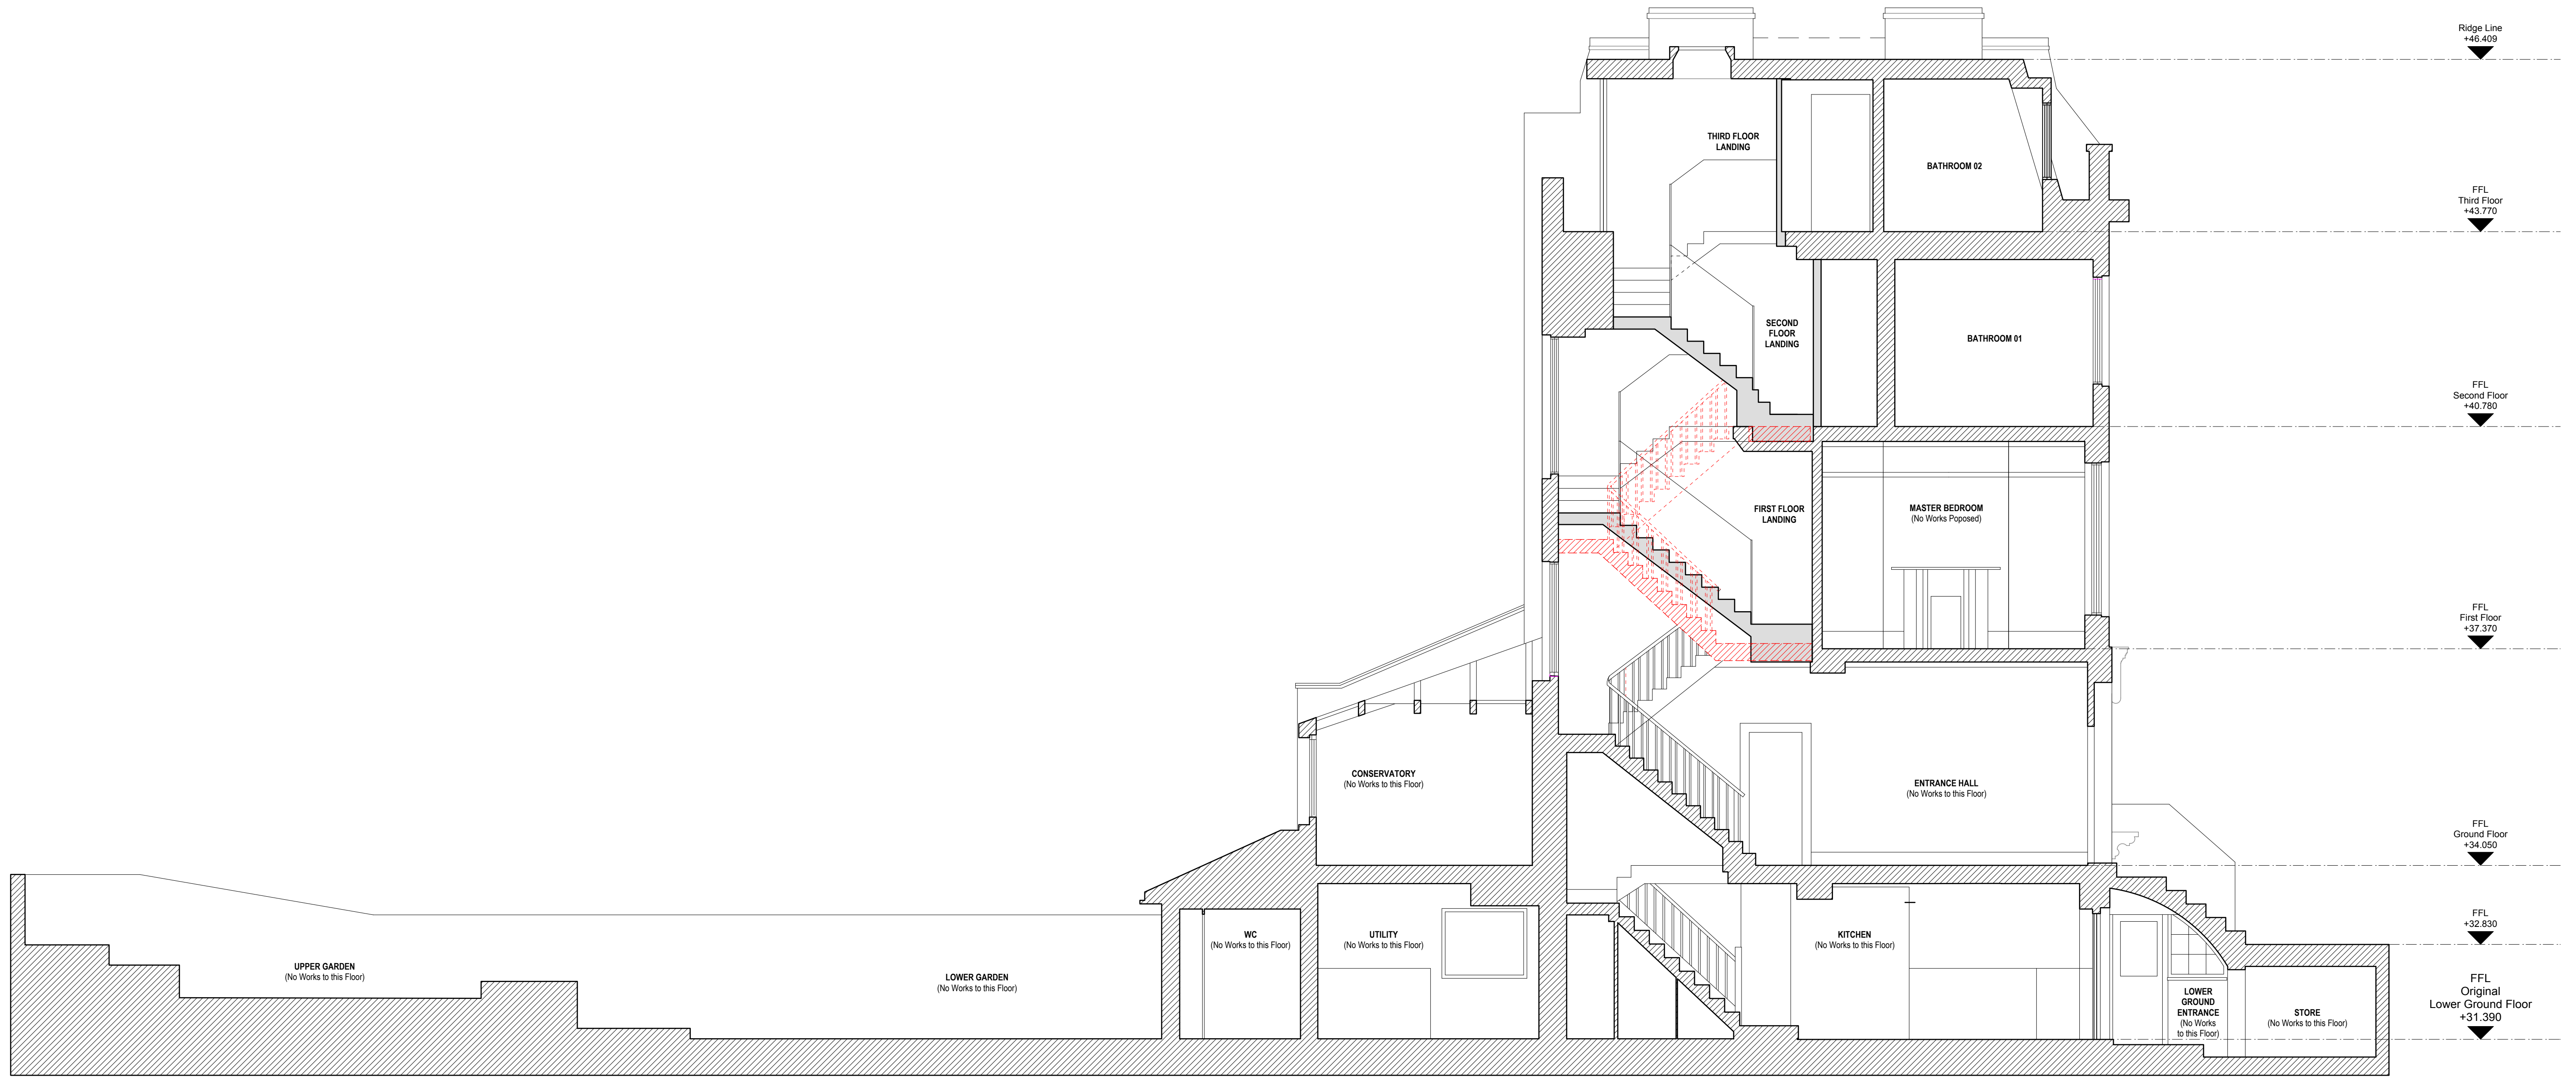 Ridge Line
+46.409
THIRD FLOOR
LANDING
BATHROOM 02
FFL
Third Floor
+43.770
SECOND
FLOOR
LANDING
BATHROOM 01
FFL
Second Floor
+40.780
FIRST FLOOR
LANDING
MASTER BEDROOM
(No Works Poposed)
FFL
First Floor
+37.370
CONSERVATORY
(No Works to this Floor)
ENTRANCE HALL
(No Works to this Floor)
FFL
Ground Floor
+34.050
WC
(No Works to this Floor)
UTILITY
(No Works to this Floor)
KITCHEN
(No Works to this Floor)
FFL
+32.830
UPPER GARDEN
(No Works to this Floor)
LOWER GARDEN
(No Works to this Floor)
LOWER
GROUND
ENTRANCE
(No Works
to this Floor)
STORE
(No Works to this Floor)
FFL
Original
Lower Ground Floor
+31.390